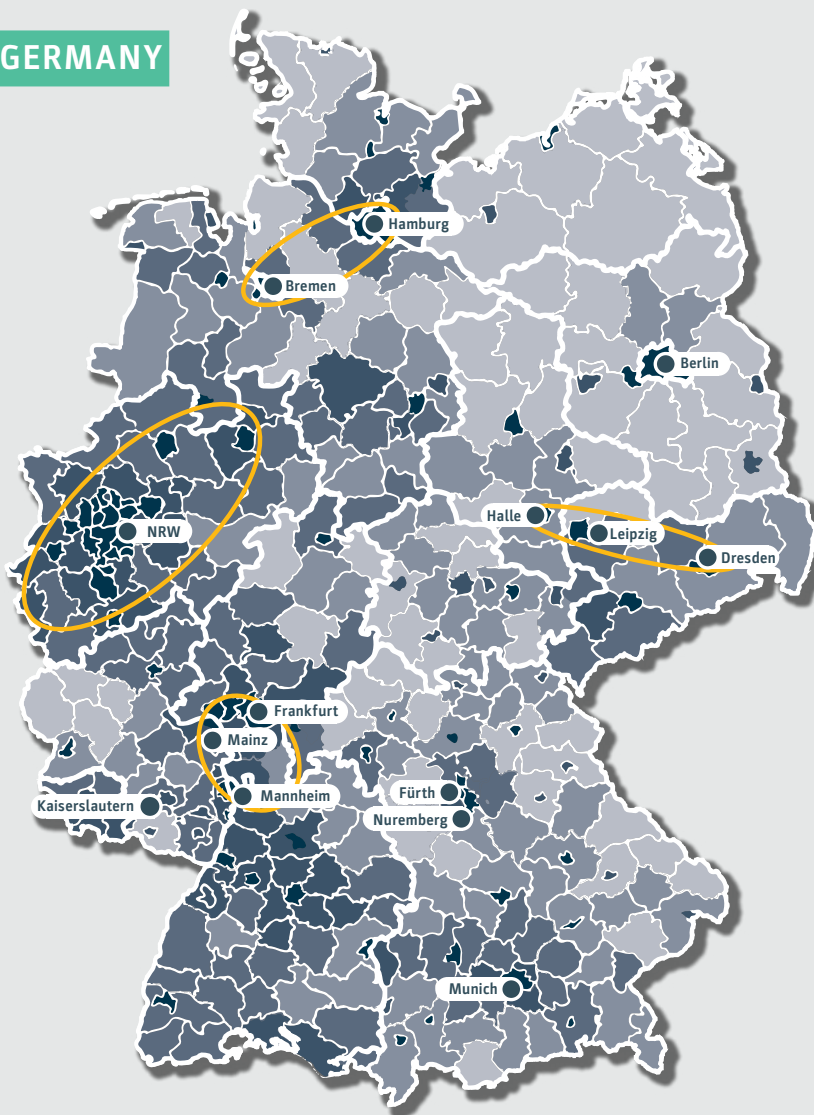 GERMANY
Hamburg
Bremen
Berlin
NRW
Halle
Leipzig
Dresden
Frankfurt
Mainz
Mannheim
Kaiserslautern
Fürth
Nuremberg
Munich